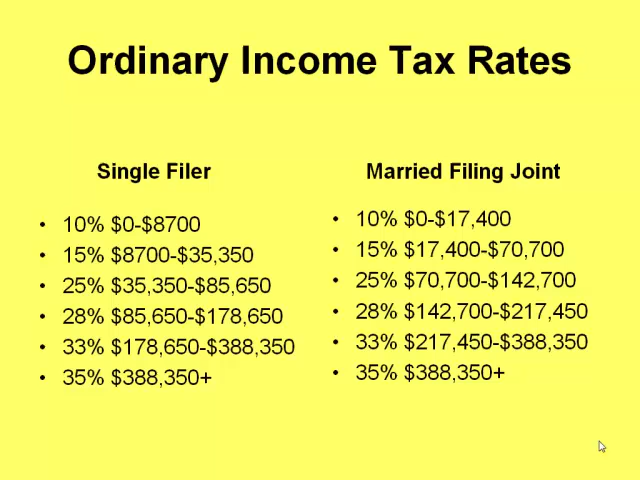 Ordinary Income Tax Rates
Single Filer
• 10% $0-$8700
• 15% $8700-$35,350
• 25% $35,350-$85,650
• 28% $85,650-$178,650
• 33% $178,650-$388,350
• 35% $388,350+
Married Filing Joint
• 10% $0-$17,400
• 15% $17,400-$70,700
• 25% $70,700-$142,700
• 28% $142,700-$217,450
• 33% $217,450-$388,350
• 35% $388,350+